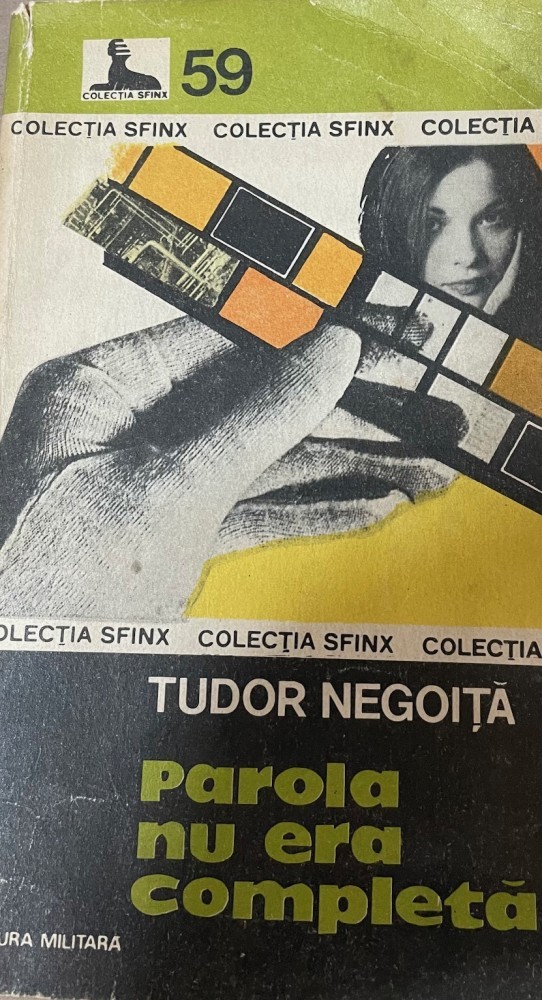 COLECȚIA SFINX
59
COLECȚIA SFINX COLECȚIA SFINX COLECȚIA
OLECȚIA SFINX COLECȚIA SFINX COLECȚIA
TUDOR NEGOIȚĂ
Parola
nu era
completă
URA MILITARĂ